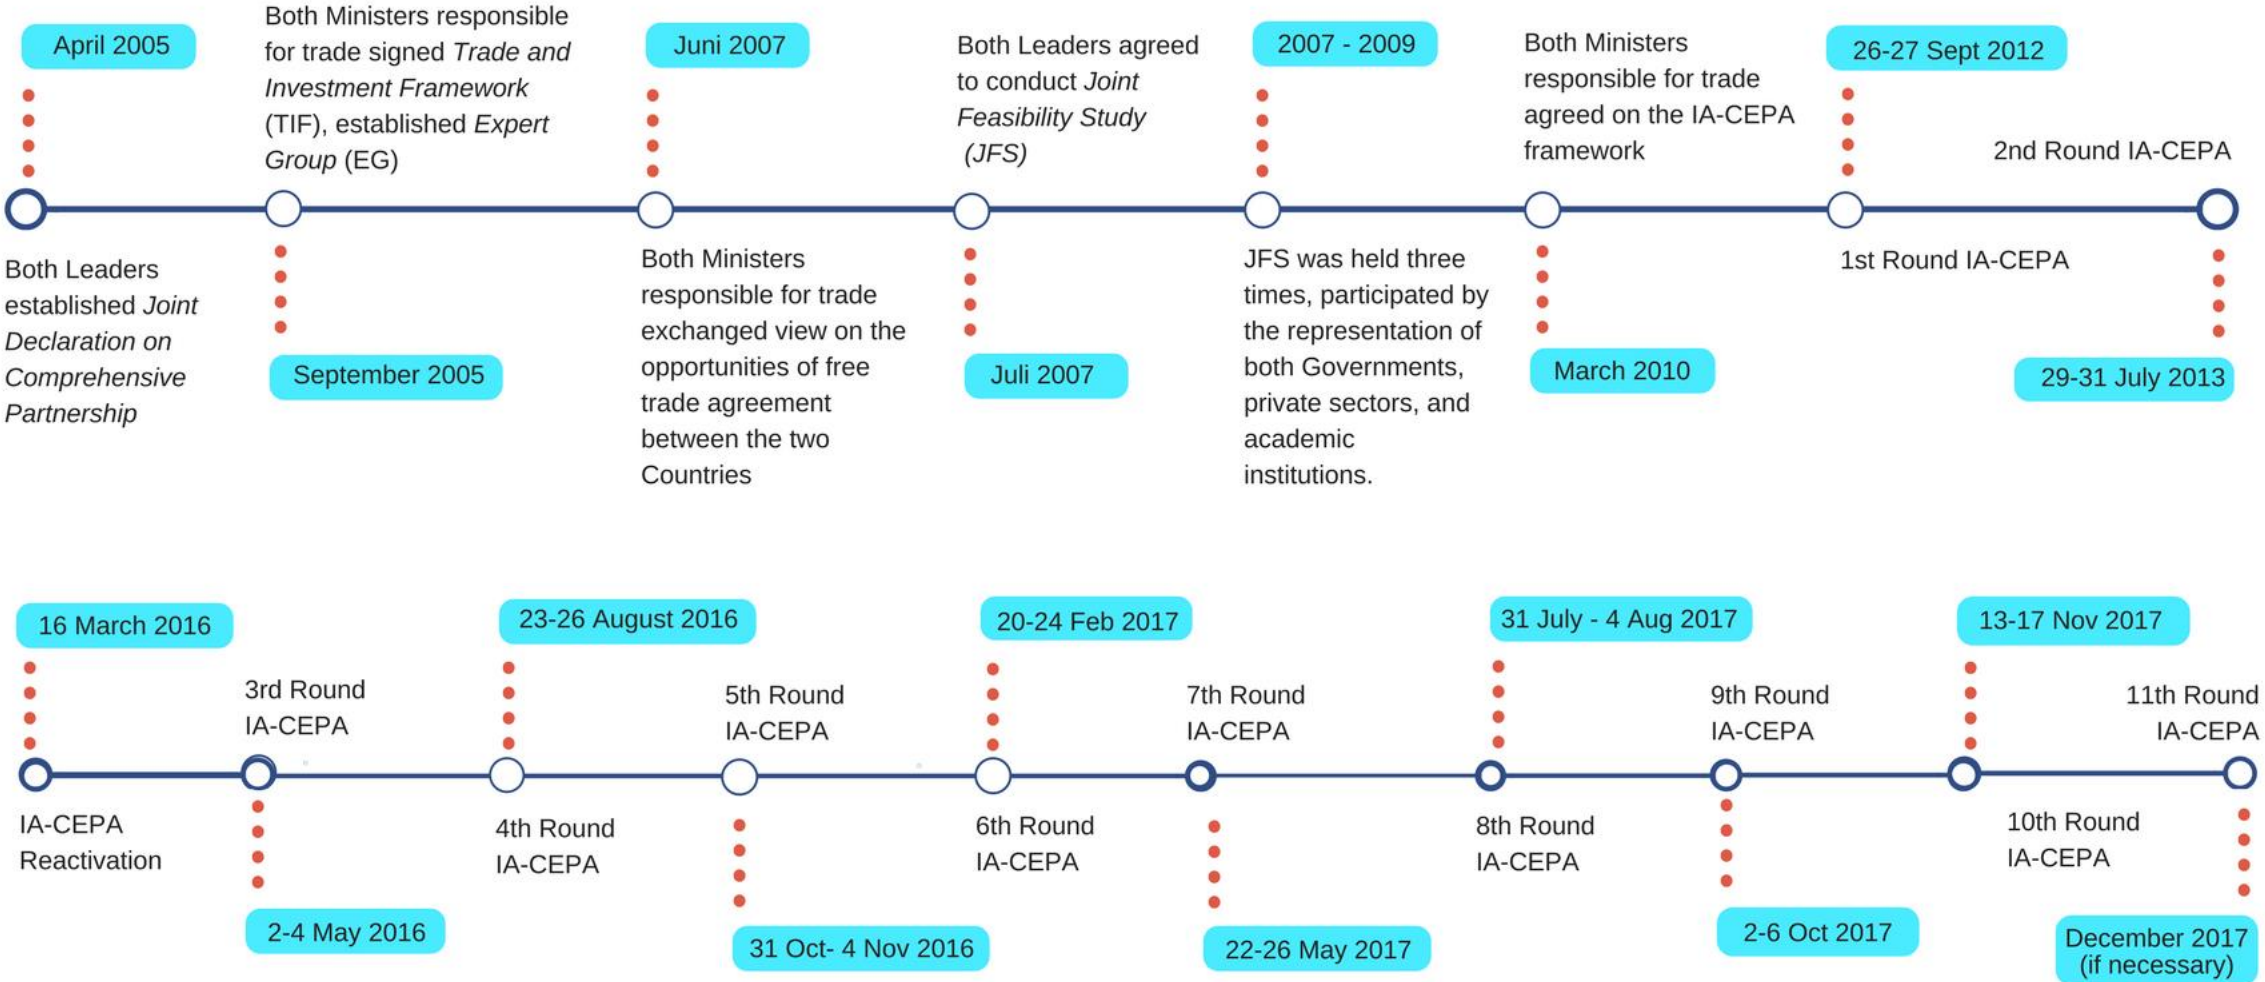 April 2005
Both Leaders
established Joint
Declaration on
Comprehensive
Partnership
Both Ministers responsible
for trade signed Trade and
Investment Framework
(TIF), established Expert
Group (EG)
September 2005
Juni 2007
Both Ministers
responsible for trade
exchanged view on the
opportunities of free
trade agreement
between the two
Countries
Both Leaders agreed
to conduct Joint
Feasibility Study
(JFS)
Juli 2007
2007 - 2009
JFS was held three
times, participated by
the representation of
both Governments,
private sectors, and
academic
institutions.
Both Ministers
responsible for trade
agreed on the IA-CEPA
framework
March 2010
26-27 Sept 2012
1st Round IA-CEPA
2nd Round IA-CEPA
29-31 July 2013
16 March 2016
IA-CEPA
Reactivation
3rd Round
IA-CEPA
2-4 May 2016
23-26 August 2016
4th Round
IA-CEPA
5th Round
IA-CEPA
31 Oct- 4 Nov 2016
20-24 Feb 2017
6th Round
IA-CEPA
7th Round
IA-CEPA
22-26 May 2017
31 July - 4 Aug 2017
8th Round
IA-CEPA
9th Round
IA-CEPA
2-6 Oct 2017
13-17 Nov 2017
10th Round
IA-CEPA
11th Round
IA-CEPA
December 2017
(if necessary)